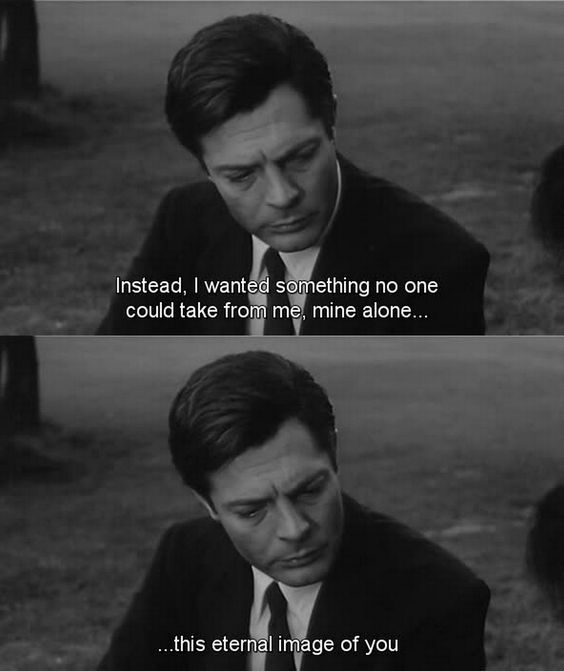 Instead, I wanted something no one
could take from me, mine alone...
...this eternal image of you